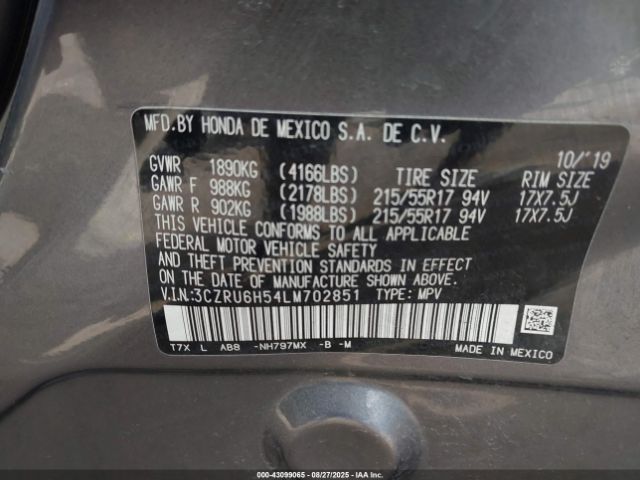 MFD.BY HONDA DE MEXICO S.A. DE C.V.
10/'19
GVWR 1890KG (4166LBS) TIRE SIZE RIM SIZE
GAWR F 988KG (2178LBS) 215/55R17 94V 17X7.5J
GAWR R 902KG (1988LBS) 215/55R17 94V 17X7.5J
THIS VEHICLE CONFORMS TO ALL APPLICABLE
FEDERAL MOTOR VEHICLE SAFETY
AND THEFT PREVENTION STANDARDS IN EFFECT
ON THE DATE OF MANUFACTURE SHOWN ABOVE.
V.I.N.:3CZRU6H54LM702851 TYPE: MPV
T7X L AB8 -NH797MX -B -M
MADE IN MEXICO
000-43099065 - 08/27/2025 - IAAI.COM